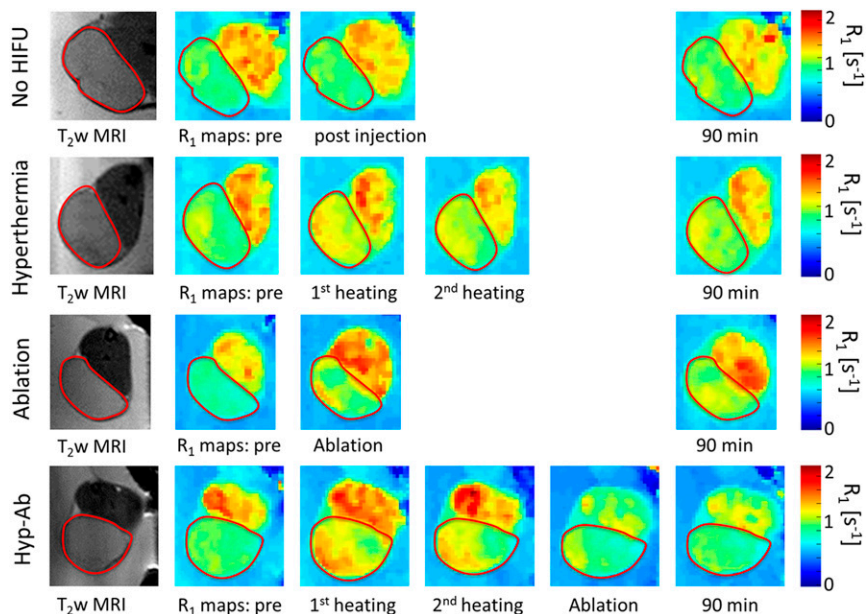 No HIFU
T₂w MRI
R₁ maps: pre
post injection
90 min
2
1
0
R₁ [s⁻¹]
Hyperthermia
T₂w MRI
R₁ maps: pre
1ˢᵗ heating
2ⁿᵈ heating
90 min
2
1
0
R₁ [s⁻¹]
Ablation
T₂w MRI
R₁ maps: pre
Ablation
90 min
2
1
0
R₁ [s⁻¹]
Hyp-Ab
T₂w MRI
R₁ maps: pre
1ˢᵗ heating
2ⁿᵈ heating
Ablation
90 min
2
1
0
R₁ [s⁻¹]